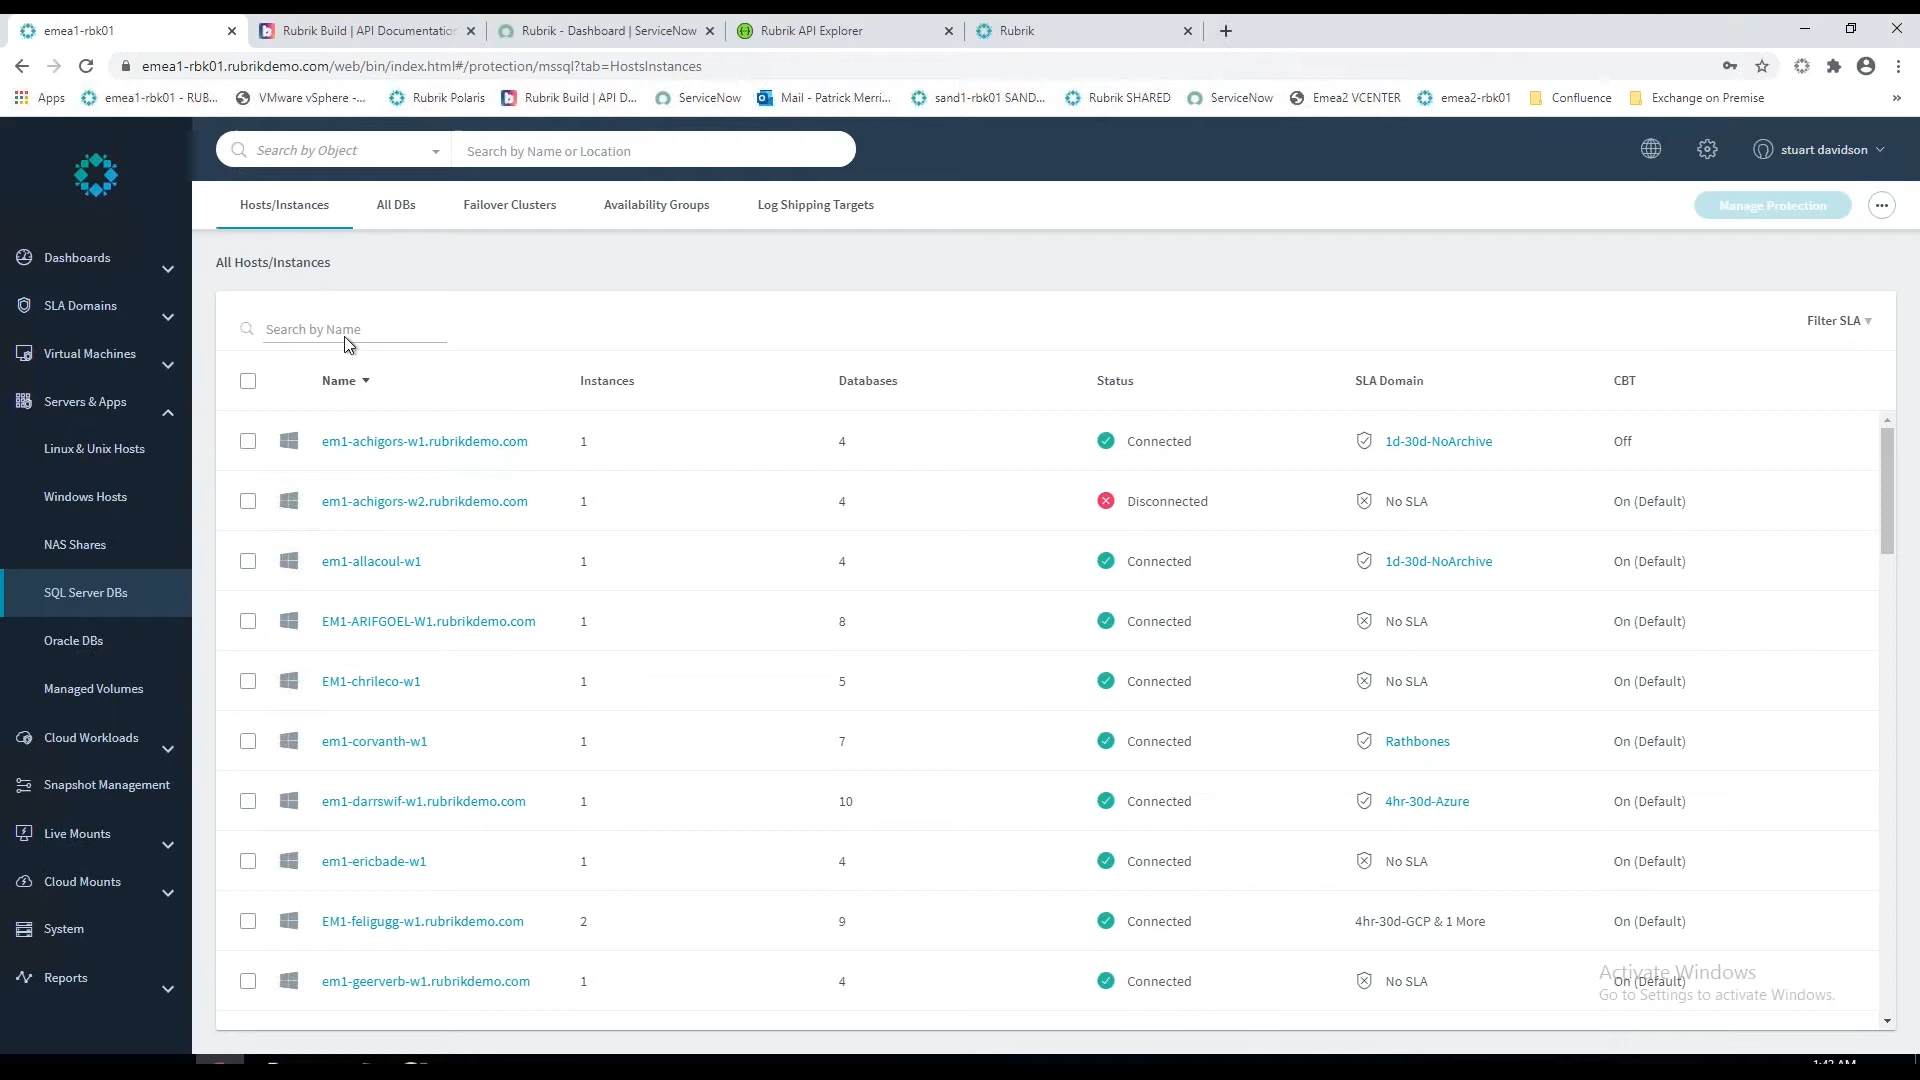 emea1-rbk01
Rubrik Build | API Documentation
Rubrik - Dashboard | ServiceNow
Rubrik API Explorer
Rubrik
emea1-rbk01.rubrikdemo.com/web/bin/index.html#/protection/mssql?tab=HostsInstances
Apps
emea1-rbk01 - RUB...
VMware vSphere -...
Rubrik Polaris
Rubrik Build | API D...
ServiceNow
Mail - Patrick Merri...
sand1-rbk01 SAND...
Rubrik SHARED
ServiceNow
Emea2 VCENTER
emea2-rbk01
Confluence
Exchange on Premise
»
Search by Object
Search by Name or Location
stuart davidson
Hosts/Instances
All DBs
Failover Clusters
Availability Groups
Log Shipping Targets
Manage Protection
Dashboards
SLA Domains
Virtual Machines
Servers & Apps
Linux & Unix Hosts
Windows Hosts
NAS Shares
SQL Server DBs
Oracle DBs
Managed Volumes
Cloud Workloads
Snapshot Management
Live Mounts
Cloud Mounts
System
Reports
All Hosts/Instances
Search by Name
Filter SLA
Name Instances Databases Status SLA Domain CBT
em1-achigors-w1.rubrikdemo.com 1 4 Connected 1d-30d-NoArchive Off
em1-achigors-w2.rubrikdemo.com 1 4 Disconnected No SLA On (Default)
em1-allacoul-w1 1 4 Connected 1d-30d-NoArchive On (Default)
EM1-ARIFGOEL-W1.rubrikdemo.com 1 8 Connected No SLA On (Default)
EM1-chrileco-w1 1 5 Connected No SLA On (Default)
em1-corvanth-w1 1 7 Connected Rathbones On (Default)
em1-darrswif-w1.rubrikdemo.com 1 10 Connected 4hr-30d-Azure On (Default)
em1-ericbade-w1 1 4 Connected No SLA On (Default)
EM1-feligugg-w1.rubrikdemo.com 2 9 Connected 4hr-30d-GCP & 1 More On (Default)
em1-geerverb-w1.rubrikdemo.com 1 4 Connected No SLA On (Default)
Activate Windows
Go to Settings to activate Windows.